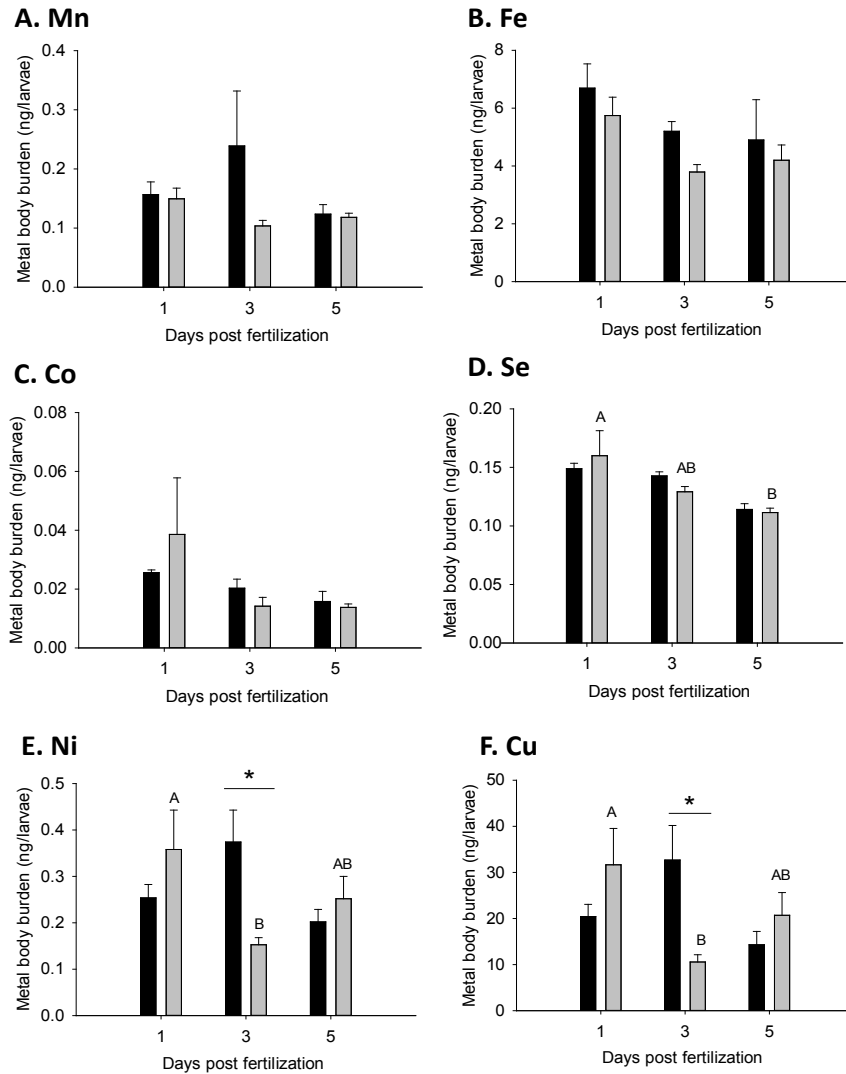 A. Mn
Metal body burden (ng/larvae)
0.4
0.3
0.2
0.1
0.0
1
3
5
Days post fertilization
B. Fe
Metal body burden (ng/larvae)
8
6
4
2
0
1
3
5
Days post fertilization
C. Co
Metal body burden (ng/larvae)
0.08
0.06
0.04
0.02
0.00
1
3
5
Days post fertilization
D. Se
Metal body burden (ng/larvae)
0.20
0.15
0.10
0.05
0.00
A
AB
B
1
3
5
Days post fertilization
E. Ni
Metal body burden (ng/larvae)
0.5
0.4
0.3
0.2
0.1
0.0
A
*
B
AB
1
3
5
Days post fertilization
F. Cu
Metal body burden (ng/larvae)
50
40
30
20
10
0
A
*
B
AB
1
3
5
Days post fertilization